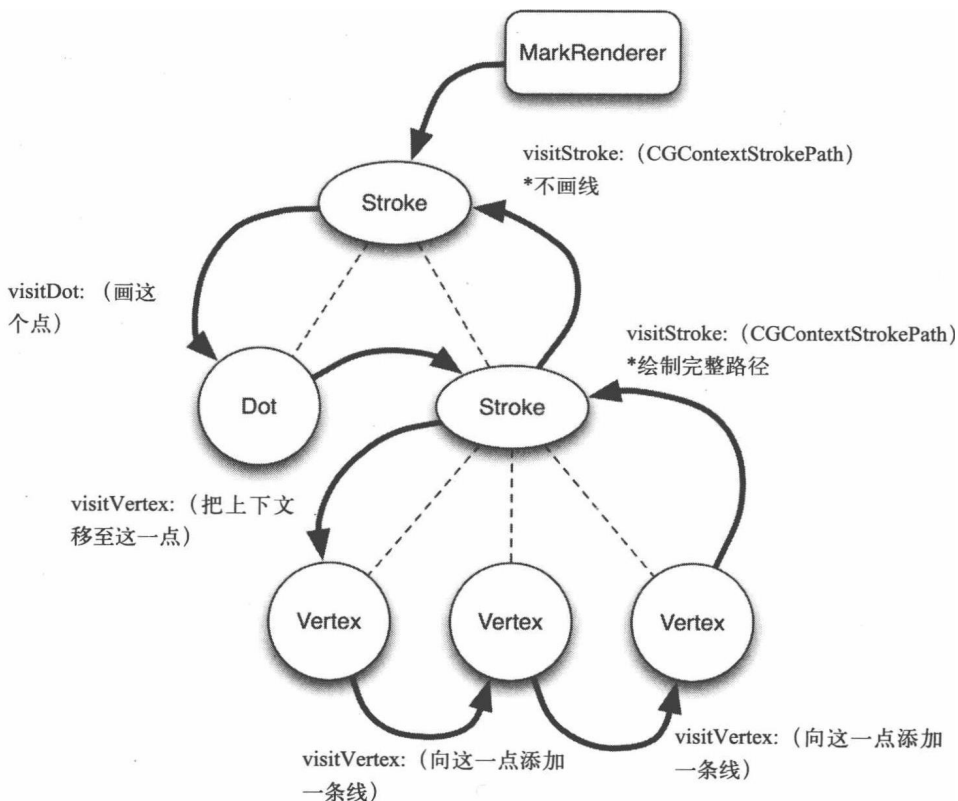 MarkRenderer
visitStroke:（CGContextStrokePath）
*不画线
Stroke
visitDot: （画这
个点）
visitStroke:（CGContextStrokePath）
*绘制完整路径
Dot
Stroke
visitVertex:（把上下文
移至这一点）
Vertex
Vertex
Vertex
visitVertex:（向这一点添加
一条线）
visitVertex:（向这一点添加
一条线）